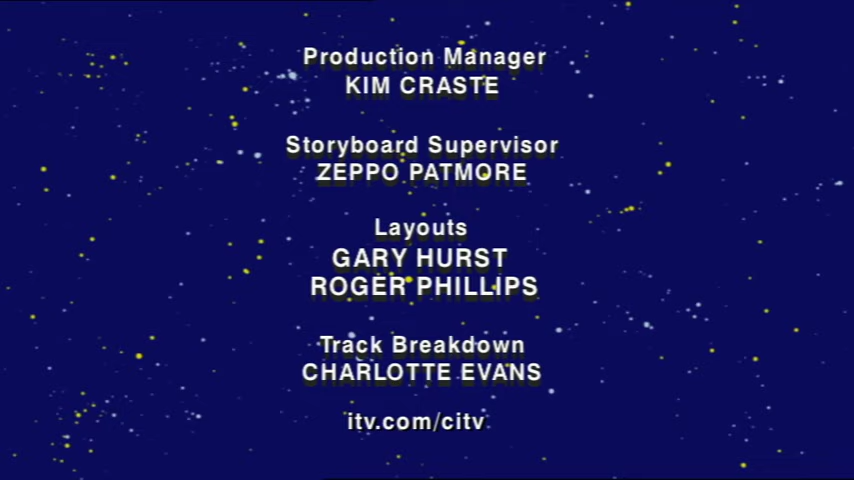 Production Manager
KIM CRASTE
Storyboard Supervisor
ZEPPO PATMORE
Layouts
GARY HURST
ROGER PHILLIPS
Track Breakdown
CHARLOTTE EVANS
itv.com/citv